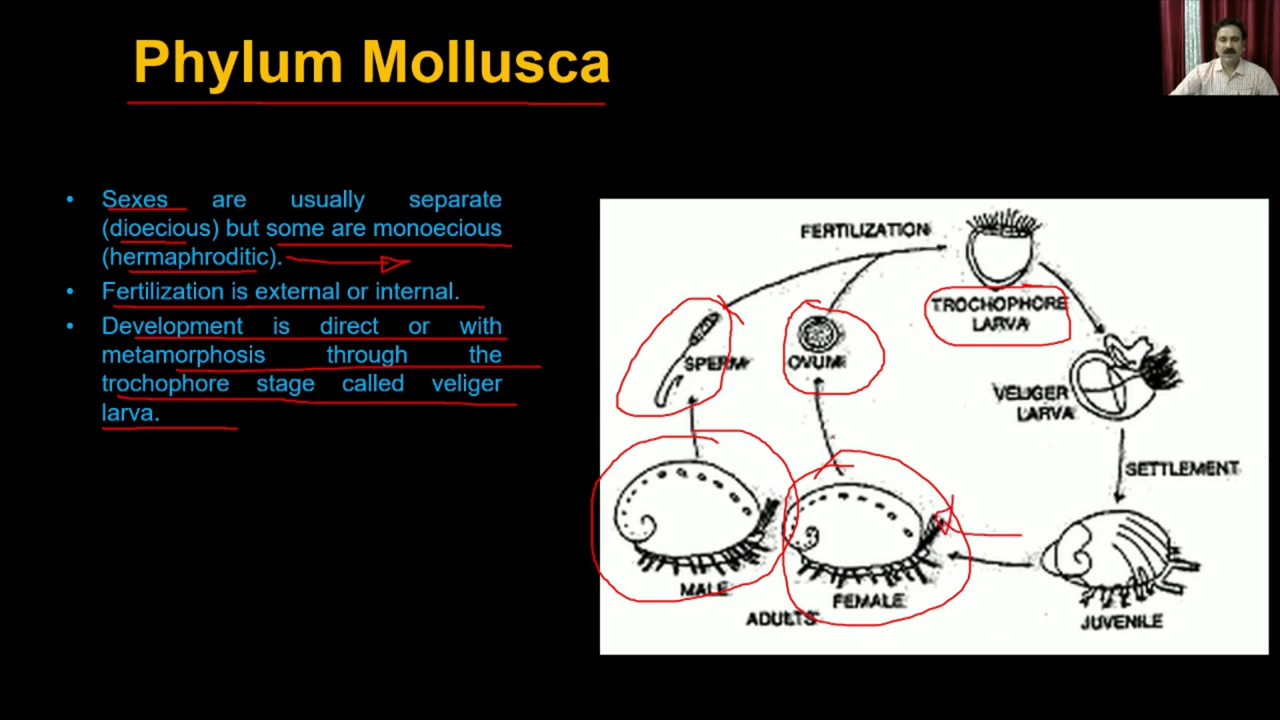 Phylum Mollusca
• Sexes are usually separate
(dioecious) but some are monoecious
(hermaphroditic).
• Fertilization is external or internal.
• Development is direct or with
metamorphosis through the
trochophore stage called veliger
larva.
FERTILIZATION
TROCHOPHORE
LARVA
SPERM
OVUM
VELIGER
LARVA
SETTLEMENT
MALE
FEMALE
ADULTS
JUVENILE